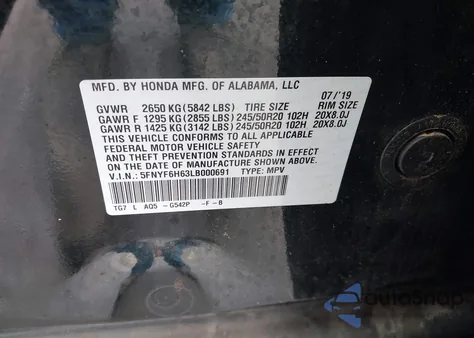 MFD. BY HONDA MFG. OF ALABAMA, LLC
07/'19
GVWR 2650 KG (5842 LBS) TIRE SIZE RIM SIZE
GAWR F 1295 KG (2855 LBS) 245/50R20 102H 20X8.0J
GAWR R 1425 KG (3142 LBS) 245/50R20 102H 20X8.0J
THIS VEHICLE CONFORMS TO ALL APPLICABLE
FEDERAL MOTOR VEHICLE SAFETY
AND THEFT PREVENTION STANDARDS IN EFFECT
ON THE DATE OF MANUFACTURE SHOWN ABOVE.
V.I.N.: 5FNYF6H63LB000691 TYPE: MPV
TG7 L AQ5 -G542P -F-B
autoSnap